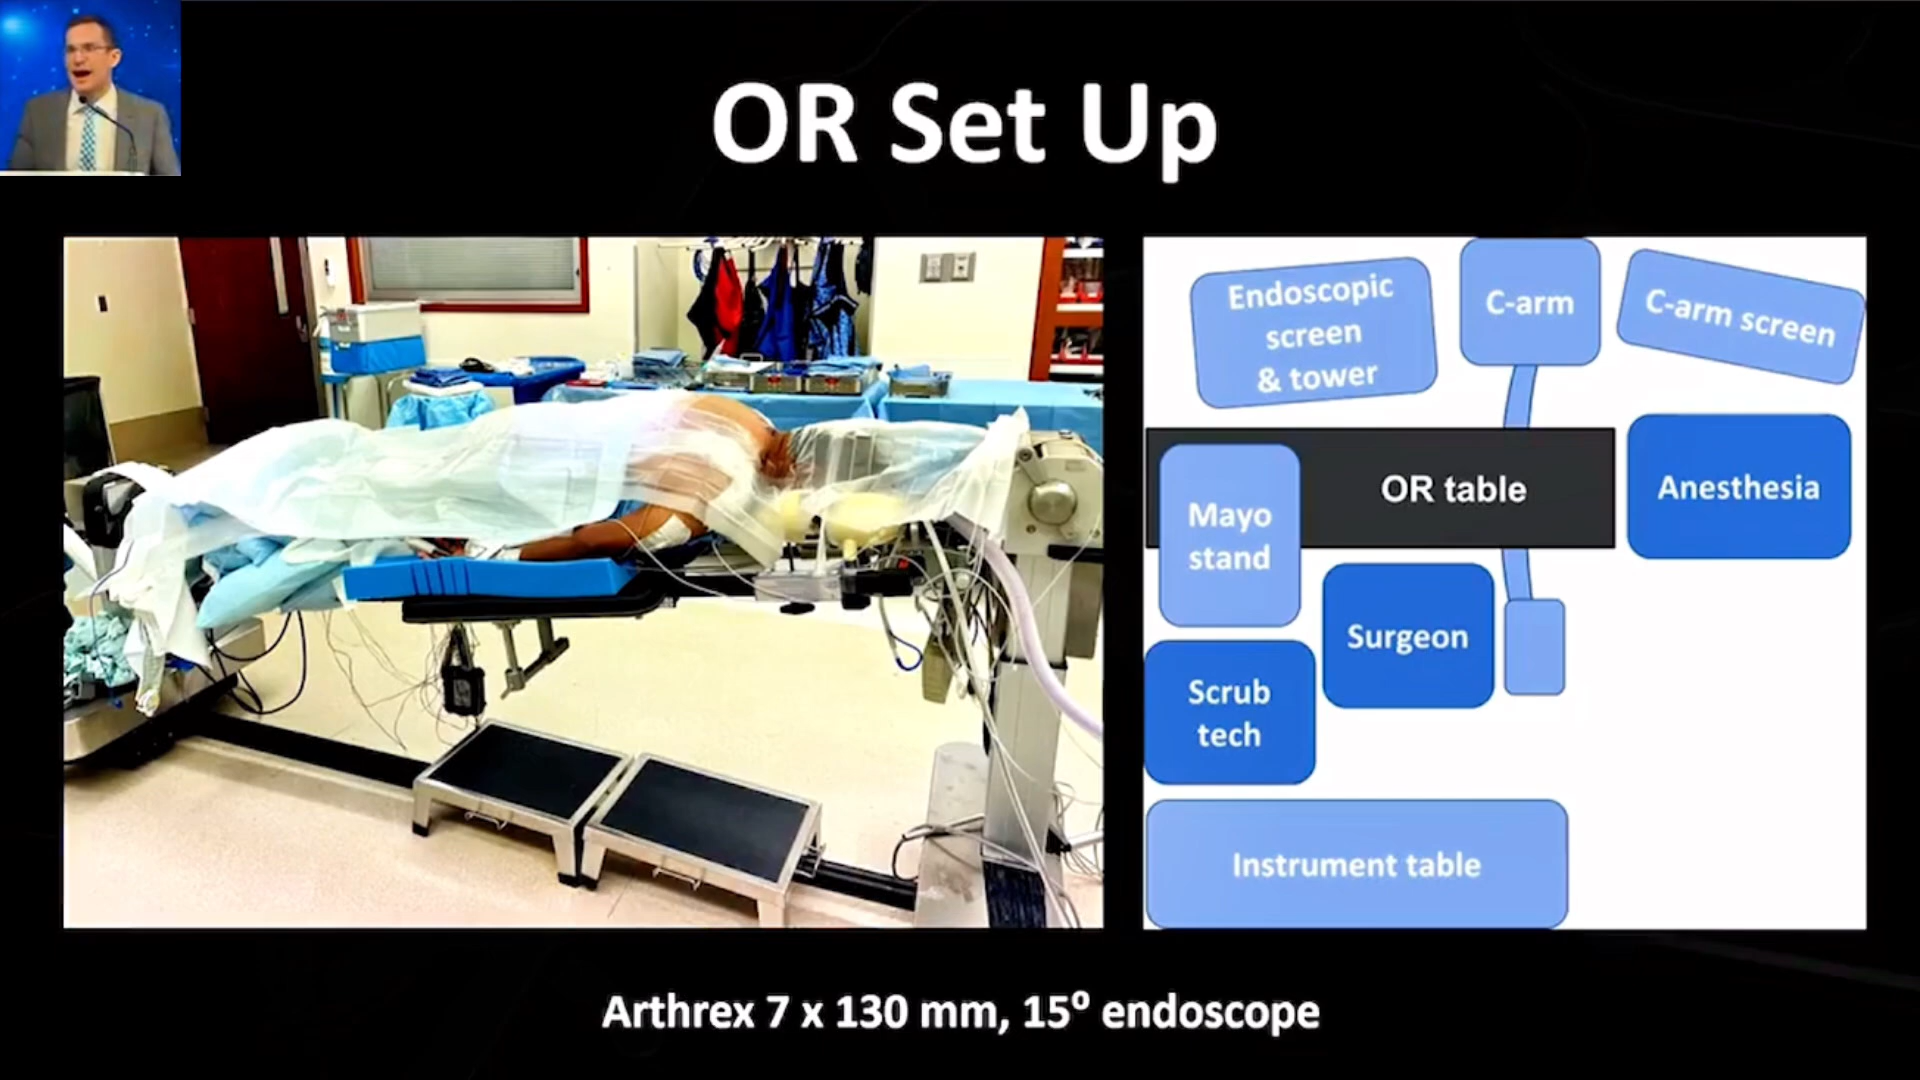 OR Set Up
Endoscopic
screen
& tower
C-arm
C-arm screen
Mayo
stand
OR table
Anesthesia
Surgeon
Scrub
tech
Instrument table
Arthrex 7 x 130 mm, 15⁰ endoscope